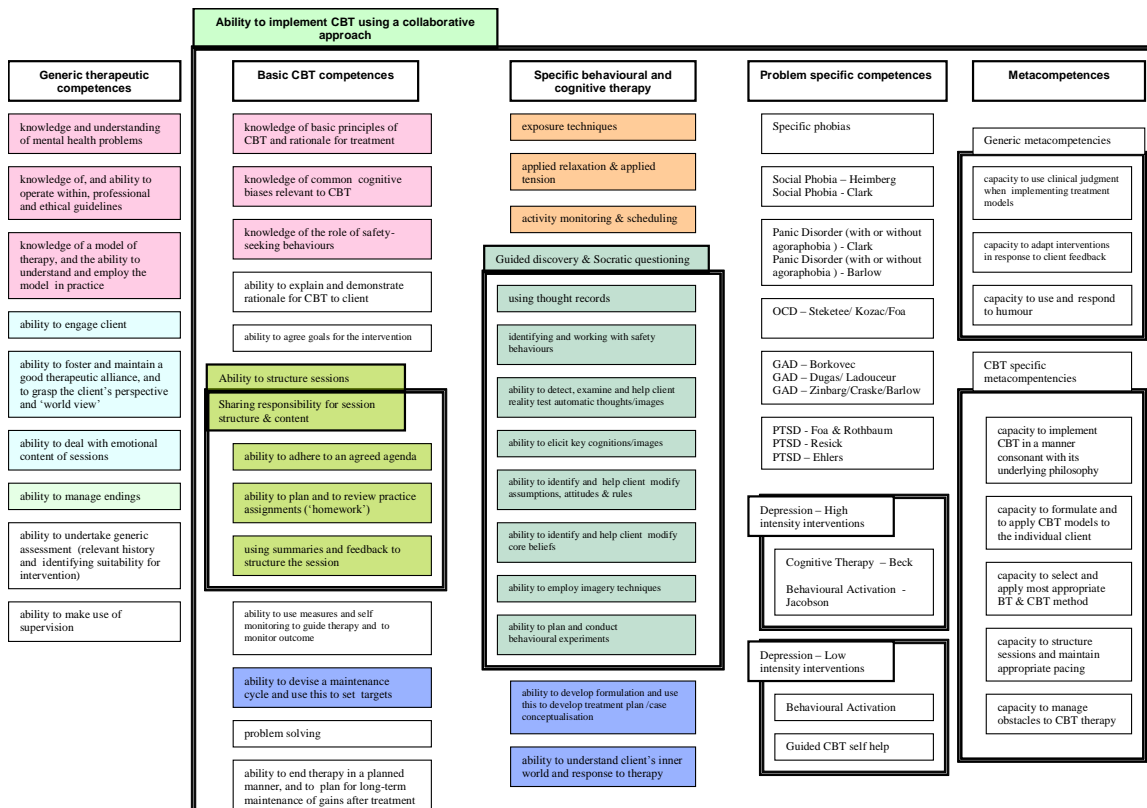 Ability to implement CBT using a collaborative
approach
Generic therapeutic
competences
knowledge and understanding
of mental health problems
knowledge of, and ability to
operate within, professional
and ethical guidelines
knowledge of a model of
therapy, and the ability to
understand and employ the
model in practice
ability to engage client
ability to foster and maintain a
good therapeutic alliance, and
to grasp the client's perspective
and 'world view'
ability to deal with emotional
content of sessions
ability to manage endings
ability to undertake generic
assessment (relevant history
and identifying suitability for
intervention)
ability to make use of
supervision
Basic CBT competences
knowledge of basic principles of
CBT and rationale for treatment
knowledge of common cognitive
biases relevant to CBT
knowledge of the role of safety-
seeking behaviours
ability to explain and demonstrate
rationale for CBT to client
ability to agree goals for the intervention
Ability to structure sessions
Sharing responsibility for session
structure & content
ability to adhere to an agreed agenda
ability to plan and to review practice
assignments ('homework')
using summaries and feedback to
structure the session
ability to use measures and self
monitoring to guide therapy and to
monitor outcome
ability to devise a maintenance
cycle and use this to set targets
problem solving
ability to end therapy in a planned
manner, and to plan for long-term
maintenance of gains after treatment
Specific behavioural and
cognitive therapy
exposure techniques
applied relaxation & applied
tension
activity monitoring & scheduling
Guided discovery & Socratic questioning
using thought records
identifying and working with safety
behaviours
ability to detect, examine and help client
reality test automatic thoughts/images
ability to elicit key cognitions/images
ability to identify and help client modify
assumptions, attitudes & rules
ability to identify and help client modify
core beliefs
ability to employ imagery techniques
ability to plan and conduct
behavioural experiments
ability to develop formulation and use
this to develop treatment plan /case
conceptualisation
ability to understand client's inner
world and response to therapy
Problem specific competences
Specific phobias
Social Phobia – Heimberg
Social Phobia - Clark
Panic Disorder (with or without
agoraphobia ) - Clark
Panic Disorder (with or without
agoraphobia ) - Barlow
OCD – Steketee/ Kozac/Foa
GAD – Borkovec
GAD – Dugas/ Ladouceur
GAD – Zinbarg/Craske/Barlow
PTSD - Foa & Rothbaum
PTSD - Resick
PTSD - Ehlers
Depression – High
intensity interventions
Cognitive Therapy – Beck
Behavioural Activation -
Jacobson
Depression – Low
intensity interventions
Behavioural Activation
Guided CBT self help
Metacompetences
Generic metacompetencies
capacity to use clinical judgment
when implementing treatment
models
capacity to adapt interventions
in response to client feedback
capacity to use and respond
to humour
CBT specific
metacompentencies
capacity to implement
CBT in a manner
consonant with its
underlying philosophy
capacity to formulate and
to apply CBT models to
the individual client
capacity to select and
apply most appropriate
BT & CBT method
capacity to structure
sessions and maintain
appropriate pacing
capacity to manage
obstacles to CBT therapy